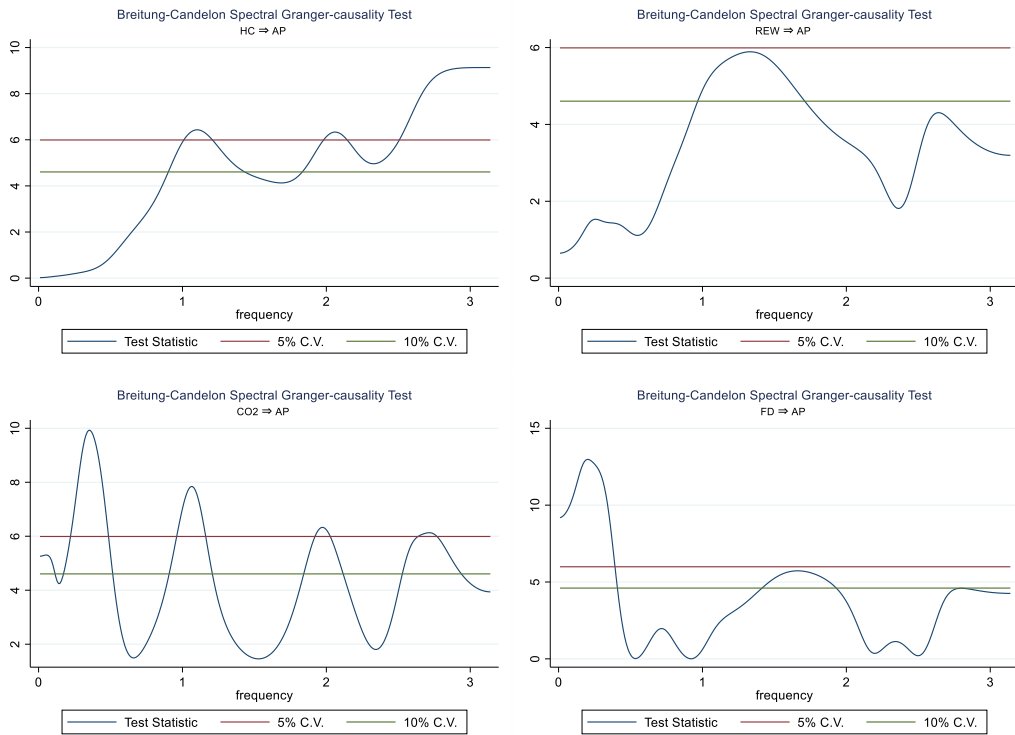 Breitung-Candelon Spectral Granger-causality Test
HC ⇒ AP
10
8
6
4
2
0
0 1 2 3
frequency
Test Statistic 5% C.V. 10% C.V.
Breitung-Candelon Spectral Granger-causality Test
REW ⇒ AP
6
4
2
0
0 1 2 3
frequency
Test Statistic 5% C.V. 10% C.V.
Breitung-Candelon Spectral Granger-causality Test
CO2 ⇒ AP
10
8
6
4
2
0 1 2 3
frequency
Test Statistic 5% C.V. 10% C.V.
Breitung-Candelon Spectral Granger-causality Test
FD ⇒ AP
15
10
5
0
0 1 2 3
frequency
Test Statistic 5% C.V. 10% C.V.